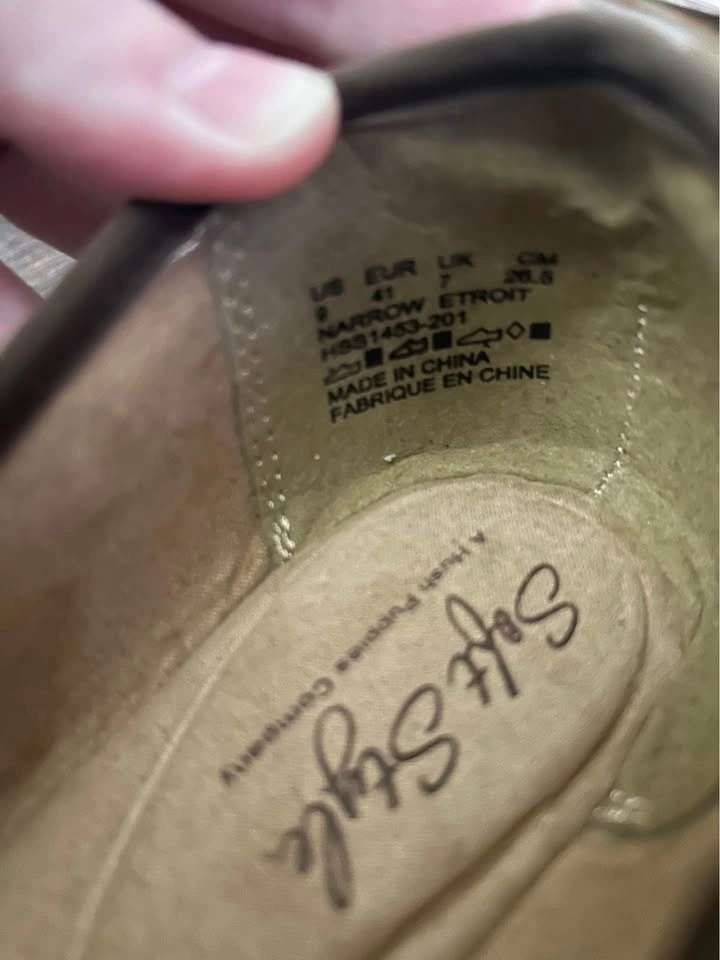 US EUR UK CM
9 41 7 26.5
NARROW ETROIT
HSS1453-201
MADE IN CHINA
FABRIQUE EN CHINE
Soft Style
A Hush Puppies Company